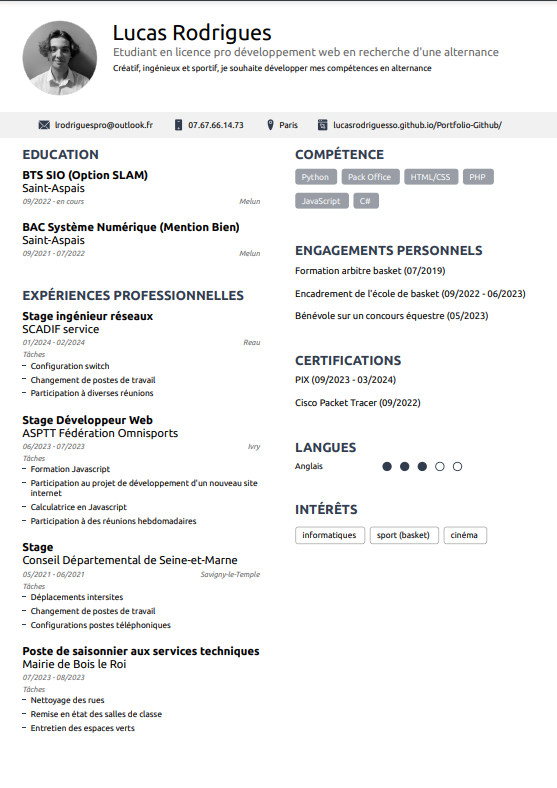 Lucas Rodrigues
Etudiant en licence pro développement web en recherche d'une alternance
Créatif, ingénieux et sportif, je souhaite développer mes compétences en alternance
lrodriguespro@outlook.fr 07.67.66.14.73 Paris lucasrodriguesso.github.io/Portfolio-Github/
EDUCATION
BTS SIO (Option SLAM)
Saint-Aspais
09/2022 - en cours Melun
BAC Système Numérique (Mention Bien)
Saint-Aspais
09/2021 - 07/2022 Melun
EXPÉRIENCES PROFESSIONNELLES
Stage ingénieur réseaux
SCADIF service
01/2024 - 02/2024 Reau
Tâches
– Configuration switch
– Changement de postes de travail
– Participation à diverses réunions
Stage Développeur Web
ASPTT Fédération Omnisports
06/2023 - 07/2023 Ivry
Tâches
– Formation Javascript
– Participation au projet de développement d'un nouveau site
internet
– Calculatrice en Javascript
– Participation à des réunions hebdomadaires
Stage
Conseil Départemental de Seine-et-Marne
05/2021 - 06/2021 Savigny-le-Temple
Tâches
– Déplacements intersites
– Changement de postes de travail
– Configurations postes téléphoniques
Poste de saisonnier aux services techniques
Mairie de Bois le Roi
07/2023 - 08/2023
Tâches
– Nettoyage des rues
– Remise en état des salles de classe
– Entretien des espaces verts
COMPÉTENCE
Python Pack Office HTML/CSS PHP
JavaScript C#
ENGAGEMENTS PERSONNELS
Formation arbitre basket (07/2019)
Encadrement de l'école de basket (09/2022 - 06/2023)
Bénévole sur un concours équestre (05/2023)
CERTIFICATIONS
PIX (09/2023 - 03/2024)
Cisco Packet Tracer (09/2022)
LANGUES
Anglais
INTÉRÊTS
informatiques sport (basket) cinéma